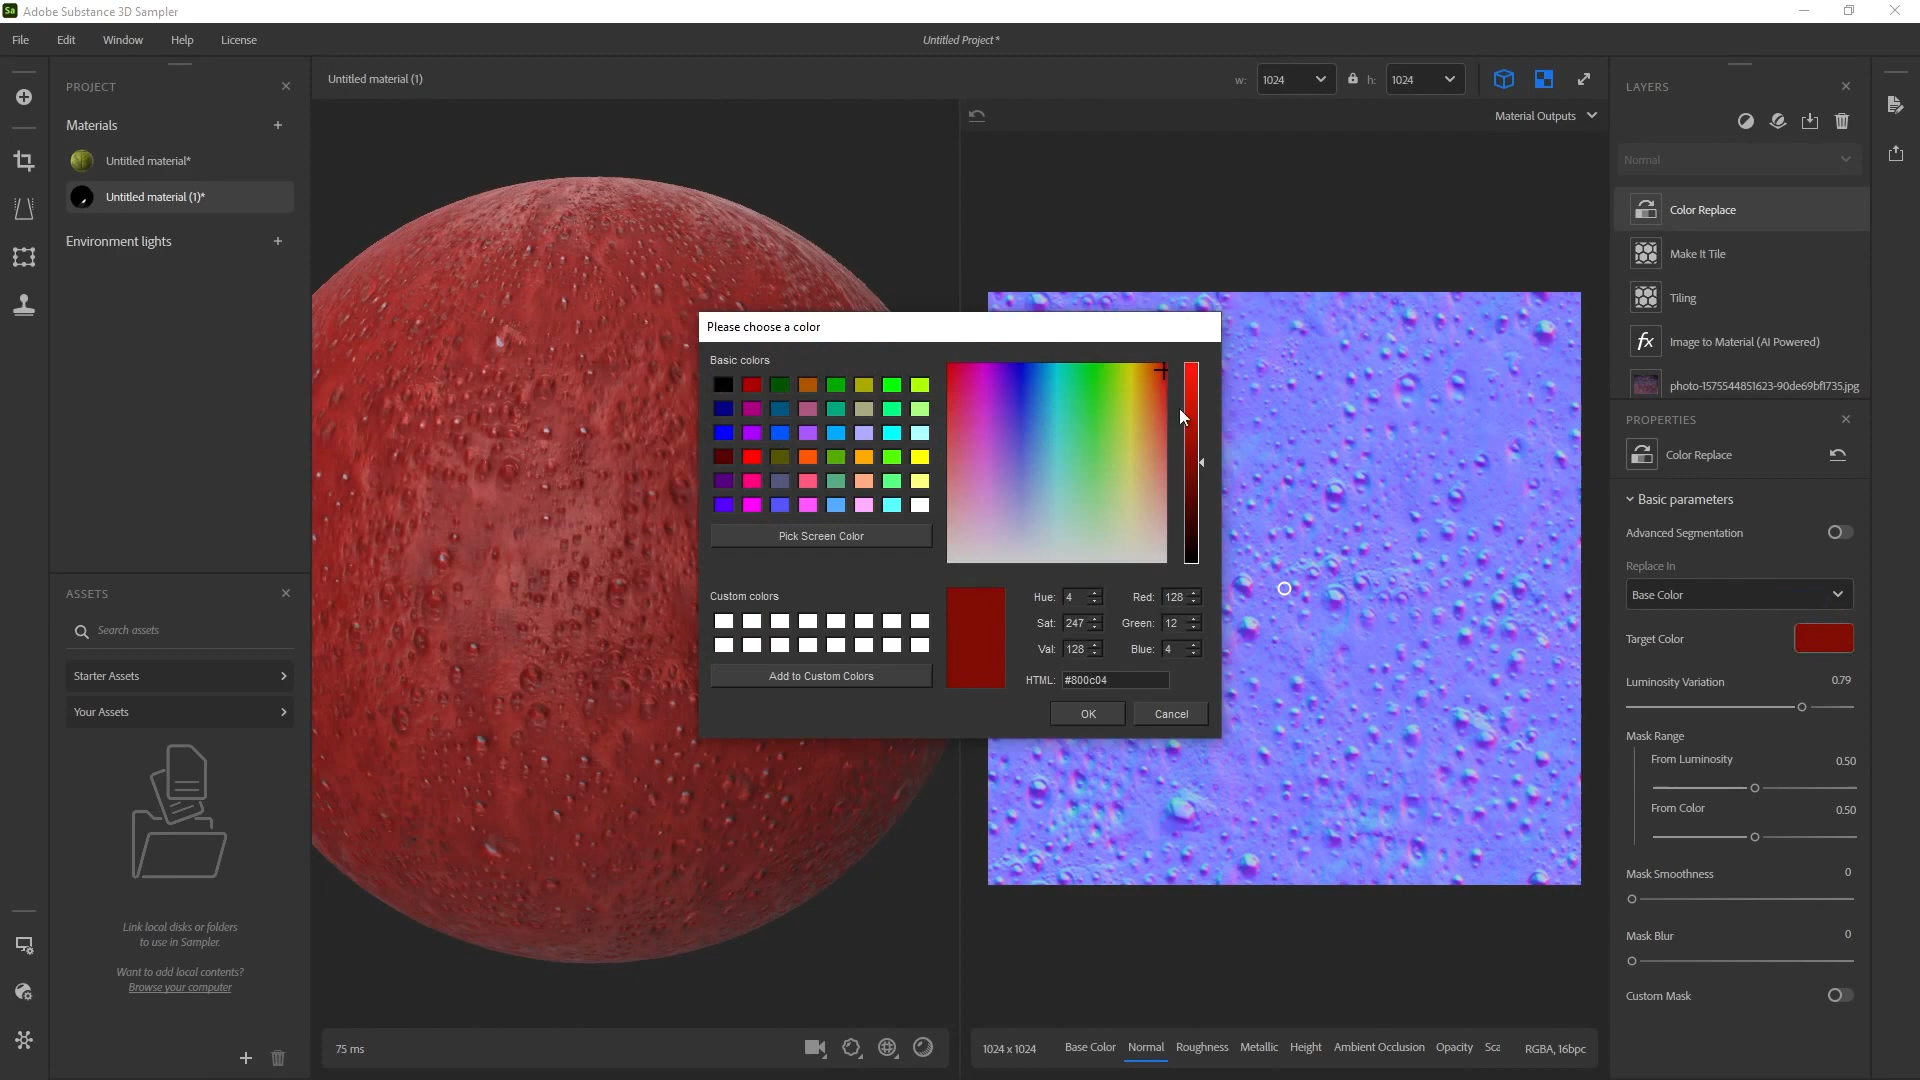 Sa Adobe Substance 3D Sampler
File Edit Window Help License
Untitled Project*
PROJECT
Materials
Untitled material*
Untitled material (1)*
Environment lights
ASSETS
Search assets
Starter Assets
Your Assets
Link local disks or folders
to use in Sampler.
Want to add local contents?
Browse your computer
Untitled material (1)
w: 1024 h: 1024
Material Outputs
Please choose a color
Basic colors
Pick Screen Color
Custom colors
Add to Custom Colors
Hue: 4 Red: 128
Sat: 247 Green: 12
Val: 128 Blue: 4
HTML: #800c04
OK Cancel
75 ms
1024 x 1024 Base Color Normal Roughness Metallic Height Ambient Occlusion Opacity Sca RGBA, 16bpc
LAYERS
Normal
Color Replace
Make It Tile
Tiling
fx Image to Material (AI Powered)
photo-1575544851623-90de69bf1735.jpg
PROPERTIES
Color Replace
Basic parameters
Advanced Segmentation
Replace In
Base Color
Target Color
Luminosity Variation 0.79
Mask Range
From Luminosity 0.50
From Color 0.50
Mask Smoothness 0
Mask Blur 0
Custom Mask